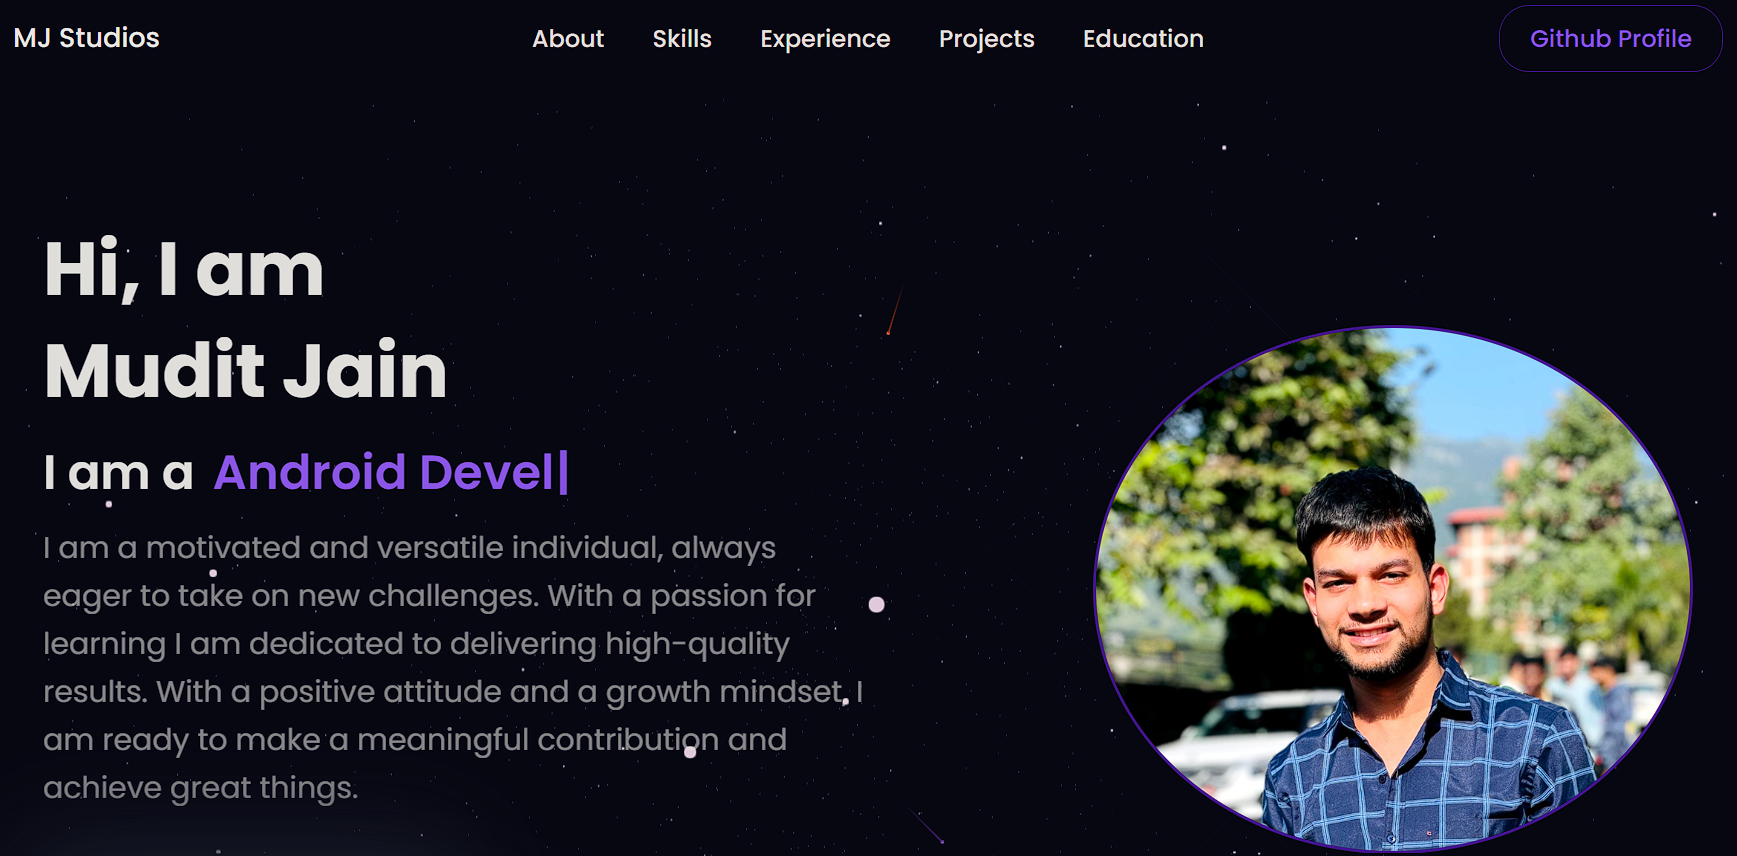 MJ Studios
About Skills Experience Projects Education
Github Profile
Hi, I am
Mudit Jain
I am a Android Devel|
I am a motivated and versatile individual, always
eager to take on new challenges. With a passion for
learning I am dedicated to delivering high-quality
results. With a positive attitude and a growth mindset, I
am ready to make a meaningful contribution and
achieve great things.